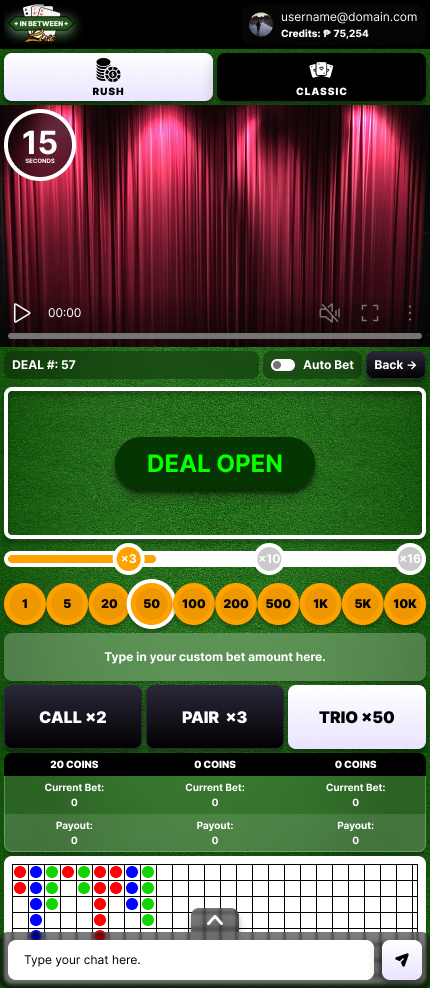 IN BETWEEN
Live
username@domain.com
Credits: ₱ 75,254
RUSH
CLASSIC
15
SECONDS
00:00
DEAL #: 57
Auto Bet
Back →
DEAL OPEN
×3
×10
×16
1
5
20
50
100
200
500
1K
5K
10K
Type in your custom bet amount here.
CALL ×2
PAIR ×3
TRIO ×50
20 COINS
0 COINS
0 COINS
Current Bet:
0
Current Bet:
0
Current Bet:
0
Payout:
0
Payout:
0
Payout:
0
Type your chat here.